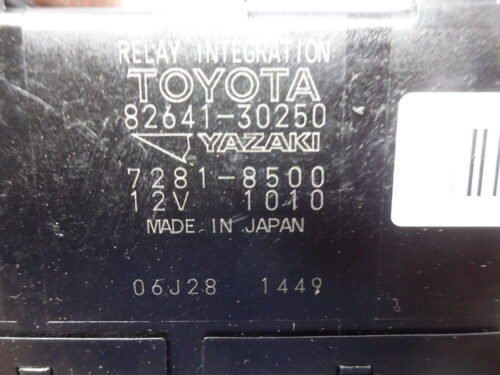 RELAY INTEGRATION
TOYOTA
82641-30250
YAZAKI
7281-8500
12V 1010
MADE IN JAPAN
06J28 1449